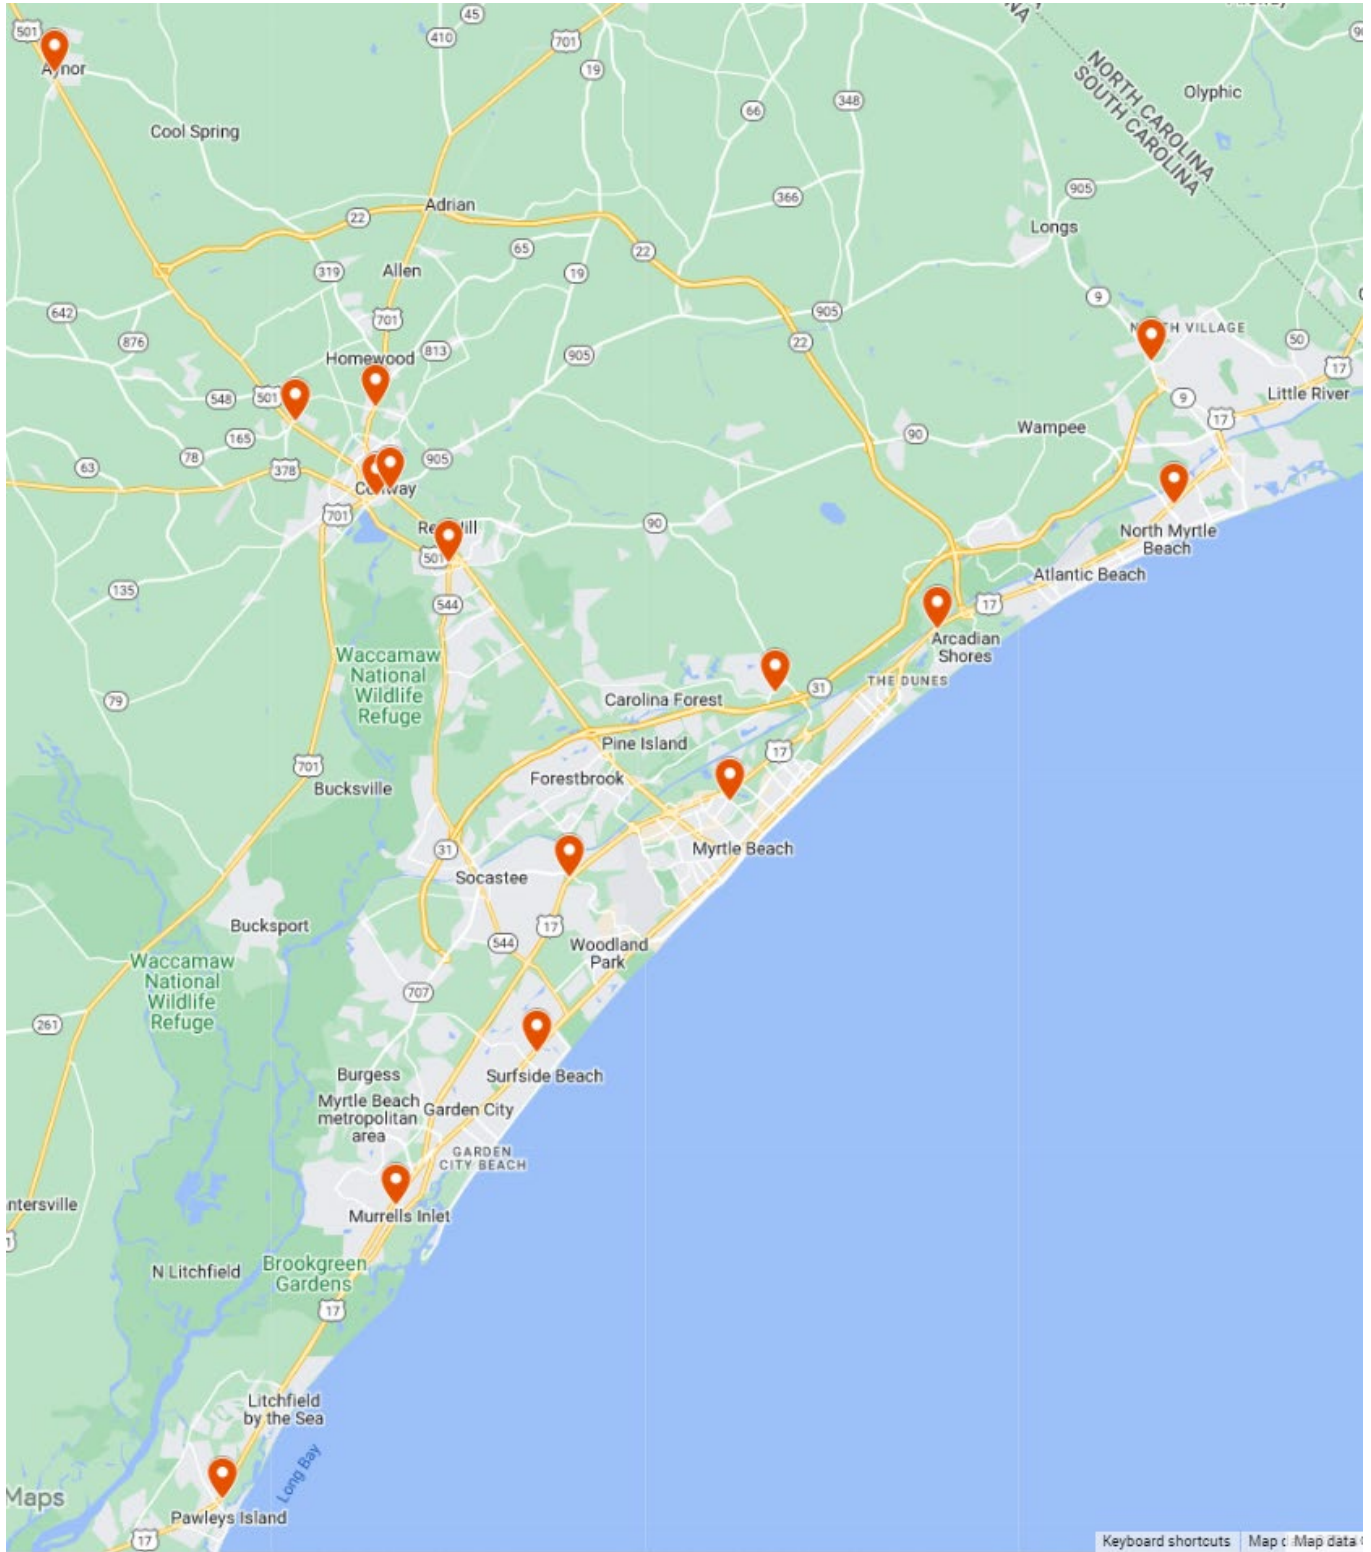 45
501
410
701
NORTH CAROLINA
SOUTH CAROLINA
19
Olyphic
66
348
Cool Spring
905
366
Adrian
22
Longs
65
22
319
Allen
19
9
642
701
905
876
813
22
50
Homewood
905
17
548
501
9
Little River
165
17
90
Wampee
63
78
378
905
Conway
701
90
North Myrtle
Beach
501
Atlantic Beach
135
544
17
Arcadian
Shores
Waccamaw
National
Wildlife
Refuge
THE DUNES
31
79
Carolina Forest
Pine Island
17
701
Forestbrook
Bucksville
31
Myrtle Beach
Socastee
Bucksport
17
544
Woodland
Park
Waccamaw
National
Wildlife
Refuge
707
261
Burgess
Surfside Beach
Myrtle Beach
metropolitan
area
Garden City
GARDEN
CITY BEACH
ntersville
Murrells Inlet
N Litchfield
Brookgreen
Gardens
17
Litchfield
by the Sea
Long Bay
Maps
Pawleys Island
17
Keyboard shortcuts
Map data